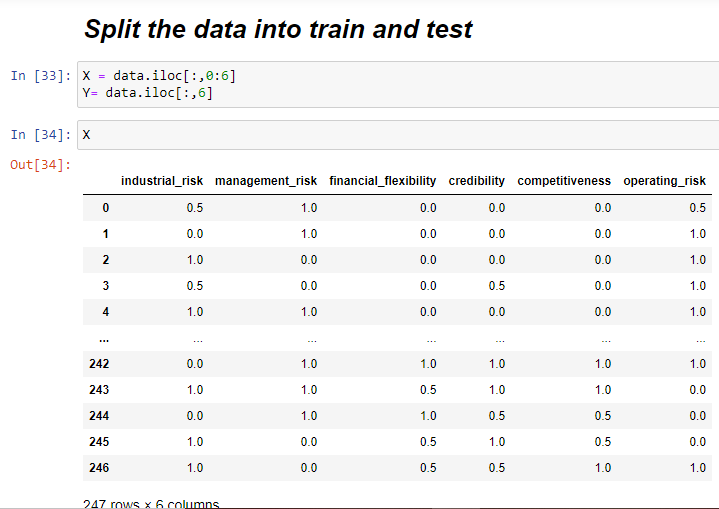 Split the data into train and test
In [33]: X = data.iloc[:,0:6]
Y= data.iloc[:,6]
In [34]: X
Out[34]:
industrial_risk management_risk financial_flexibility credibility competitiveness operating_risk
0 0.5 1.0 0.0 0.0 0.0 0.5
1 0.0 1.0 0.0 0.0 0.0 1.0
2 1.0 0.0 0.0 0.0 0.0 1.0
3 0.5 0.0 0.0 0.5 0.0 1.0
4 1.0 1.0 0.0 0.0 0.0 1.0
... ... ... ... ... ... ...
242 0.0 1.0 1.0 1.0 1.0 1.0
243 1.0 1.0 0.5 1.0 1.0 0.0
244 0.0 1.0 1.0 0.5 0.5 0.0
245 1.0 0.0 0.5 1.0 0.5 0.0
246 1.0 0.0 0.5 0.5 1.0 1.0
247 rows × 6 columns